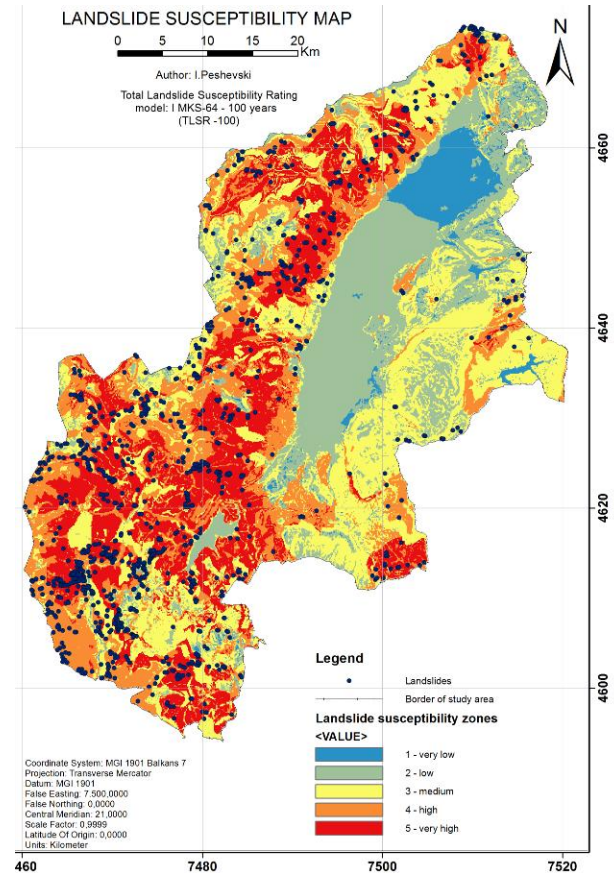 LANDSLIDE SUSCEPTIBILITY MAP
0 5 10 20
Km
N
Author: I.Peshevski
Total Landslide Susceptibility Rating
model: I MKS-64 - 100 years
(TLSR -100)
4660
4640
4620
4600
Legend
Landslides
Border of study area
Landslide susceptibility zones
<VALUE>
1 - very low
2 - low
3 - medium
4 - high
5 - very high
Coordinate System: MGI 1901 Balkans 7
Projection: Transverse Mercator
Datum: MGI 1901
False Easting: 7.500,0000
False Northing: 0,0000
Central Meridian: 21,0000
Scale Factor: 0,9999
Latitude Of Origin: 0,0000
Units: Kilometer
460 7480 7500 7520